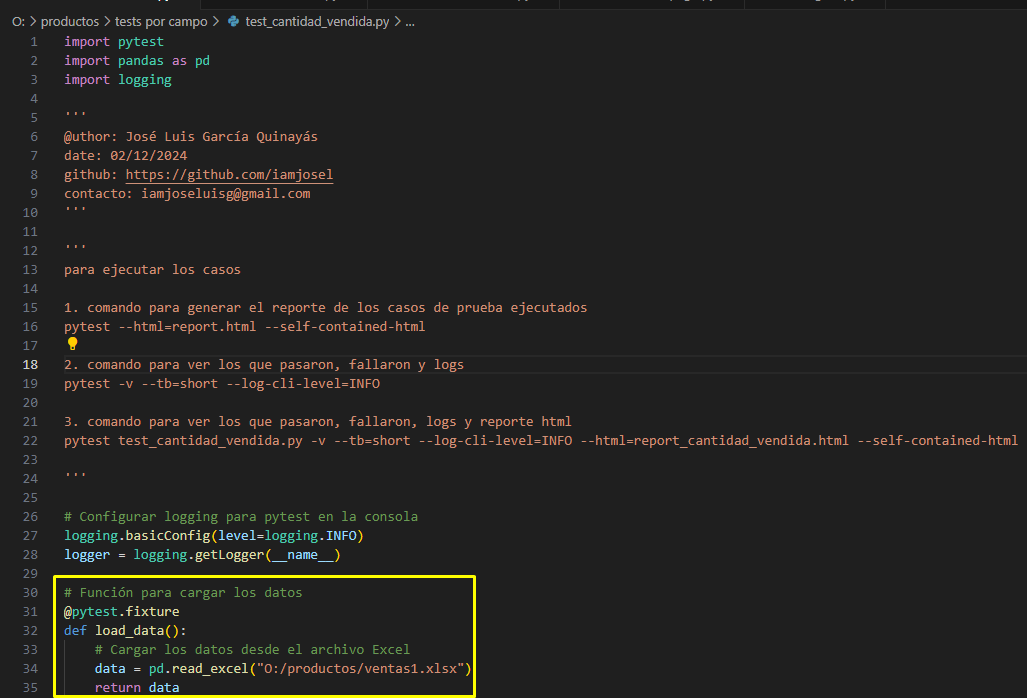 O: > productos > tests por campo > test_cantidad_vendida.py > ...
1 import pytest
2 import pandas as pd
3 import logging
4
5 '''
6 @uthor: José Luis García Quinayás
7 date: 02/12/2024
8 github: https://github.com/iamjosel
9 contacto: iamjoseluisg@gmail.com
10 '''
11
12 '''
13 para ejecutar los casos
14
15 1. comando para generar el reporte de los casos de prueba ejecutados
16 pytest --html=report.html --self-contained-html
17
18 2. comando para ver los que pasaron, fallaron y logs
19 pytest -v --tb=short --log-cli-level=INFO
20
21 3. comando para ver los que pasaron, fallaron, logs y reporte html
22 pytest test_cantidad_vendida.py -v --tb=short --log-cli-level=INFO --html=report_cantidad_vendida.html --self-contained-html
23
24 '''
25
26 # Configurar logging para pytest en la consola
27 logging.basicConfig(level=logging.INFO)
28 logger = logging.getLogger(__name__)
29
30 # Función para cargar los datos
31 @pytest.fixture
32 def load_data():
33 # Cargar los datos desde el archivo Excel
34 data = pd.read_excel("O:/productos/ventas1.xlsx")
35 return data